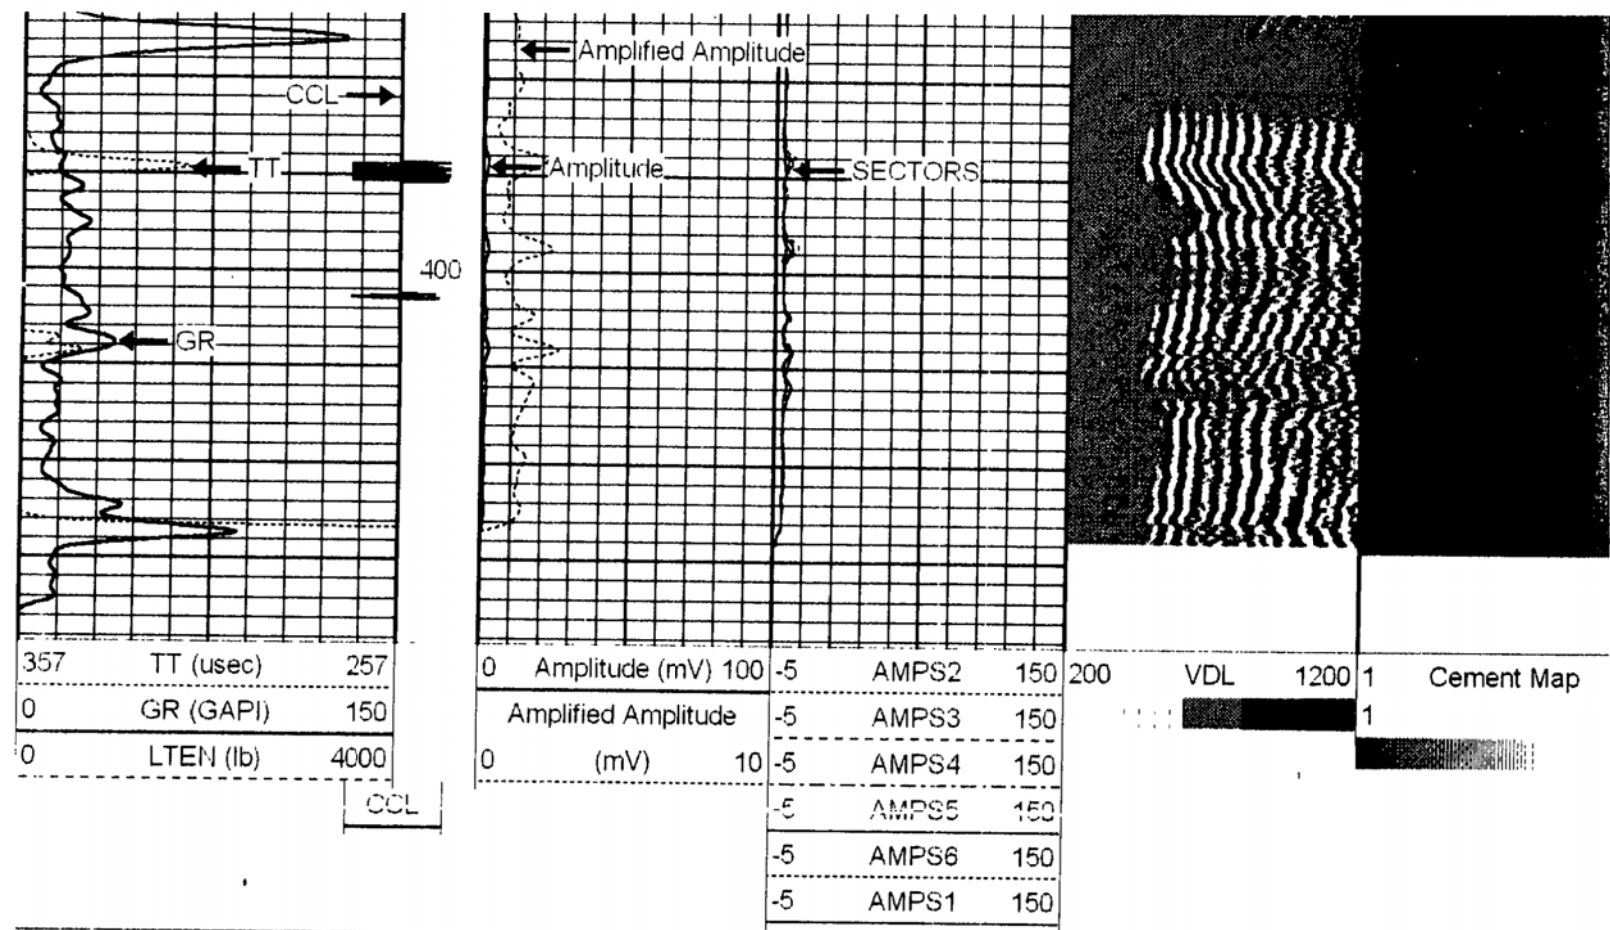 Amplified Amplitude
CCL
TT
Amplitude
SECTORS
400
GR
357 TT (usec) 257
0 GR (GAPI) 150
0 LTEN (lb) 4000
CCL
0 Amplitude (mV) 100
Amplified Amplitude
0 (mV) 10
-5 AMPS2 150
-5 AMPS3 150
-5 AMPS4 150
-5 AMPS5 150
-5 AMPS6 150
-5 AMPS1 150
200 VDL 1200
1 Cement Map
1